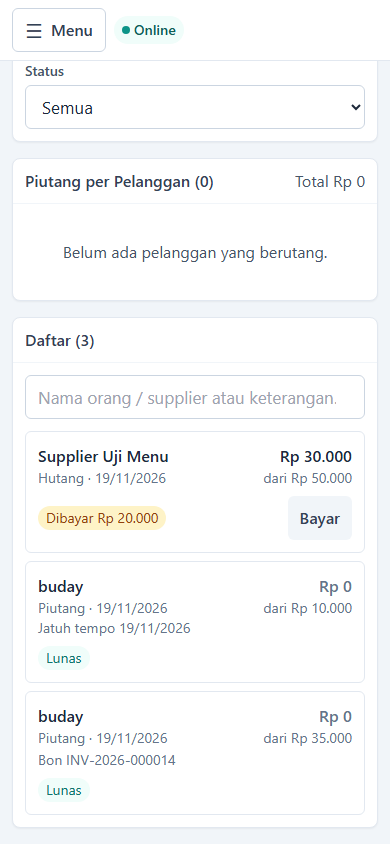 ☰ Menu
Online
Status
Semua
Piutang per Pelanggan (0)
Total Rp 0
Belum ada pelanggan yang berutang.
Daftar (3)
Nama orang / supplier atau keterangan.
Supplier Uji Menu
Rp 30.000
Hutang · 19/11/2026
dari Rp 50.000
Dibayar Rp 20.000
Bayar
buday
Rp 0
Piutang · 19/11/2026
dari Rp 10.000
Jatuh tempo 19/11/2026
Lunas
buday
Rp 0
Piutang · 19/11/2026
dari Rp 35.000
Bon INV-2026-000014
Lunas